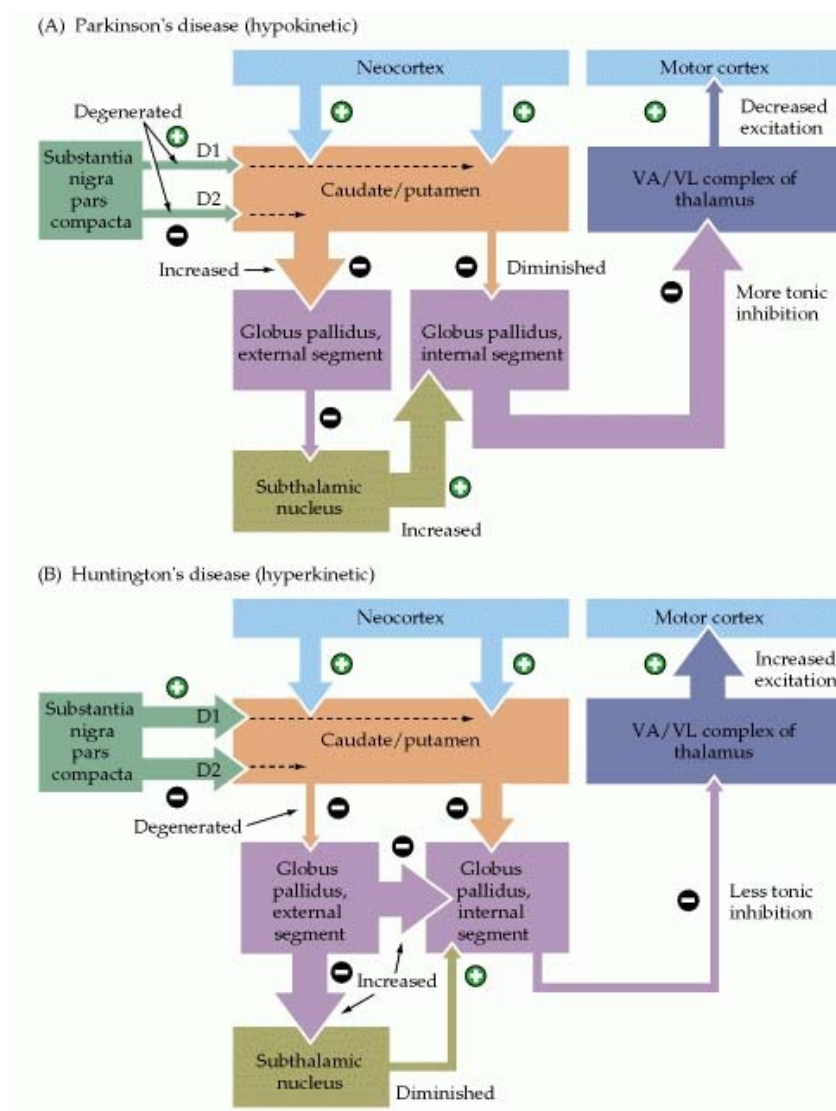 (A) Parkinson's disease (hypokinetic)
Neocortex
Motor cortex
Degenerated
+
+
+
+
Decreased
excitation
Substantia
nigra
pars
compacta
D1
D2
−
Caudate/putamen
VA/VL complex of
thalamus
Increased
−
−
Diminished
−
More tonic
inhibition
Globus pallidus,
external segment
Globus pallidus,
internal segment
−
Subthalamic
nucleus
+
Increased
(B) Huntington's disease (hyperkinetic)
Neocortex
Motor cortex
+
+
+
+
Increased
excitation
Substantia
nigra
pars
compacta
D1
D2
−
Caudate/putamen
VA/VL complex of
thalamus
Degenerated
−
−
−
Globus
pallidus,
external
segment
Globus
pallidus,
internal
segment
−
Less tonic
inhibition
−
Increased
+
Subthalamic
nucleus
Diminished